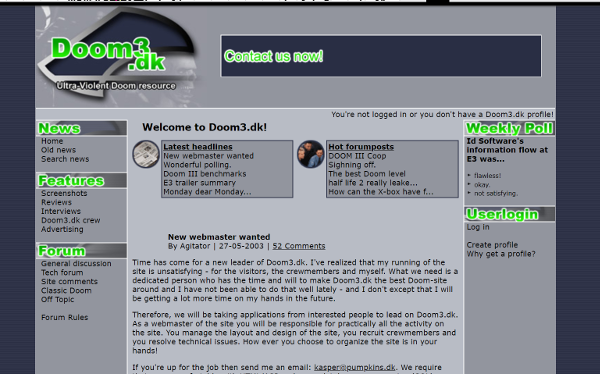 Doom3
.dk
Ultra-Violent Doom resource
Contact us now!
You're not logged in or you don't have a Doom3.dk profile!
News
Home
Old news
Search news
Features
Screenshots
Reviews
Interviews
Doom3.dk crew
Advertising
Forum
General discussion
Tech forum
Site comments
Classic Doom
Off Topic
Forum Rules
Welcome to Doom3.dk!
Latest headlines
New webmaster wanted
Wonderful polling.
Doom III benchmarks
E3 trailer summary
Monday dear Monday...
Hot forumposts
DOOM III Coop
Sighning off.
The best Doom level
half life 2 really leake...
How can the X-box have f...
New webmaster wanted
By Agitator | 27-05-2003 | 52 Comments
Time has come for a new leader of Doom3.dk. I've realized that my running of the
site is unsatisfying - for the visitors, the crewmembers and myself. What we need is a
dedicated person who has the time and will to make Doom3.dk the best Doom-site
around and I have not been able to do that well lately - and I don't except that I will
be getting a lot more time on my hands in the future.
Therefore, we will be taking applications from interested people to lead on Doom3.dk.
As a webmaster of the site you will be responsible for practically all the activity on
the site. You manage the layout and design of the site, you recruit crewmembers and
you resolve technical issues. How ever you choose to organize the site is in your
hands!
If you're up for the job then send me an email: kasper@pumpkins.dk. We require
Weekly Poll
Id Software's
information flow at
E3 was...
flawless!
okay.
not satisfying.
Userlogin
Log in
Create profile
Why get a profile?